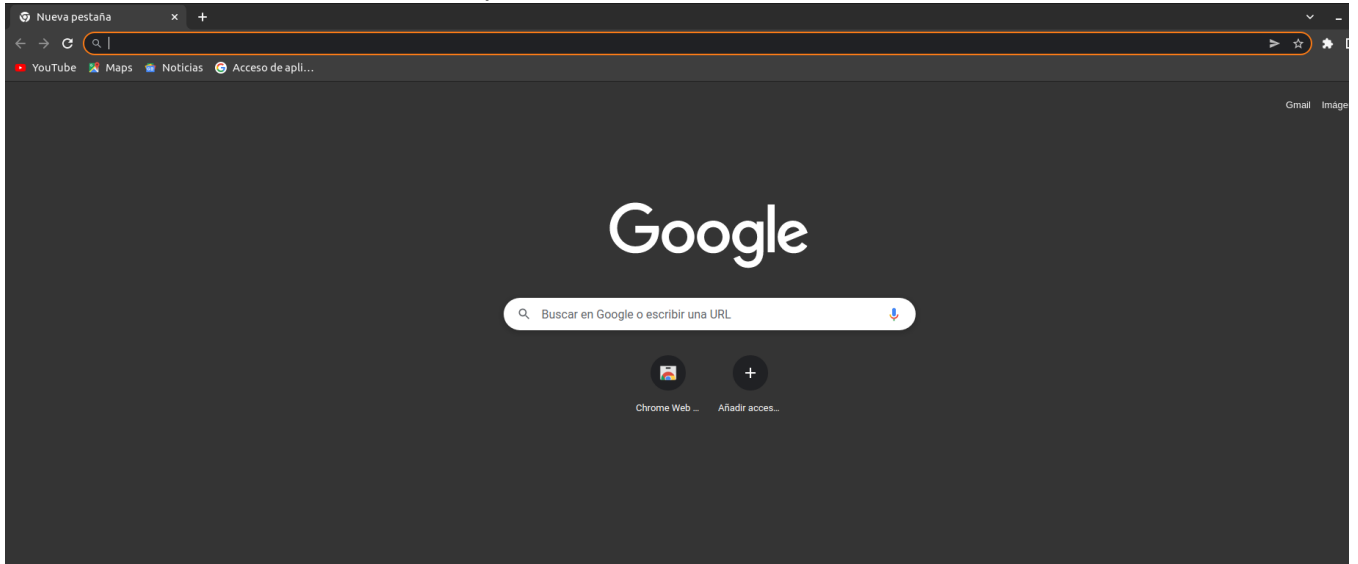 Nueva pestaña
YouTube Maps Noticias Acceso de apli...
Gmail Imáge
Google
Buscar en Google o escribir una URL
Chrome Web ... Añadir acces...